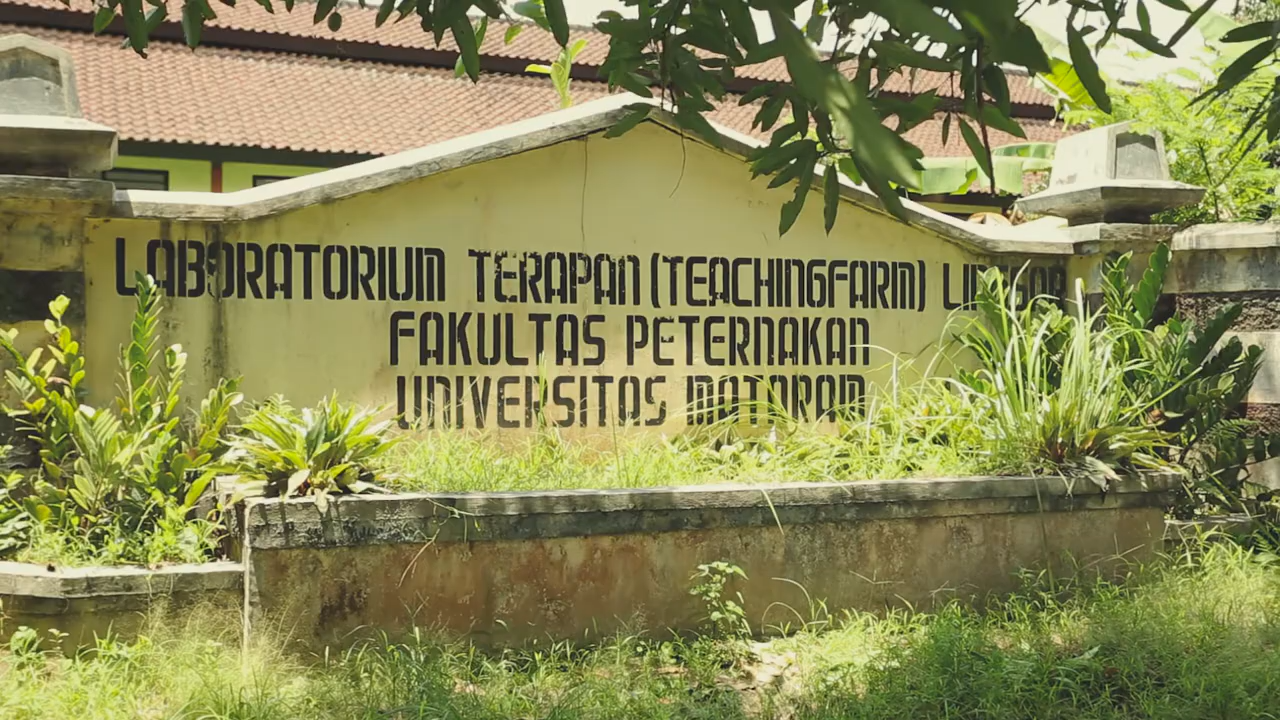 LABORATORIUM TERAPAN (TEACHINGFARM)
FAKULTAS PETERNAKAN
UNIVERSITAS MATARAM